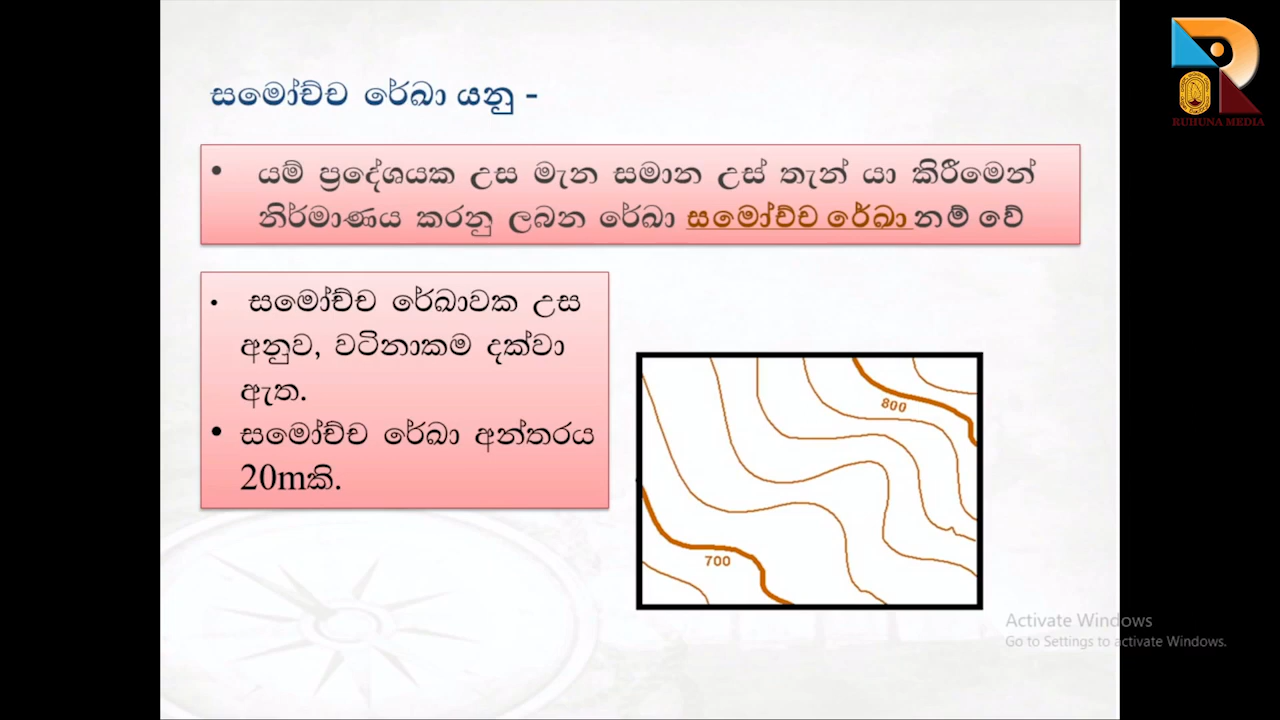 සමෝච්ච රේඛා යනු -
• යම් ප්‍රදේශයක උස මැන සමාන උස් තැන් යා කිරීමෙන්
නිර්මාණය කරනු ලබන රේඛා සමෝච්ච රේඛා නම් වේ
• සමෝච්ච රේඛාවක උස
අනුව, වටිනාකම දක්වා
ඇත.
• සමෝච්ච රේඛා අන්තරය
20mකි.
800
700
RUHUNA MEDIA
Activate Windows
Go to Settings to activate Windows.